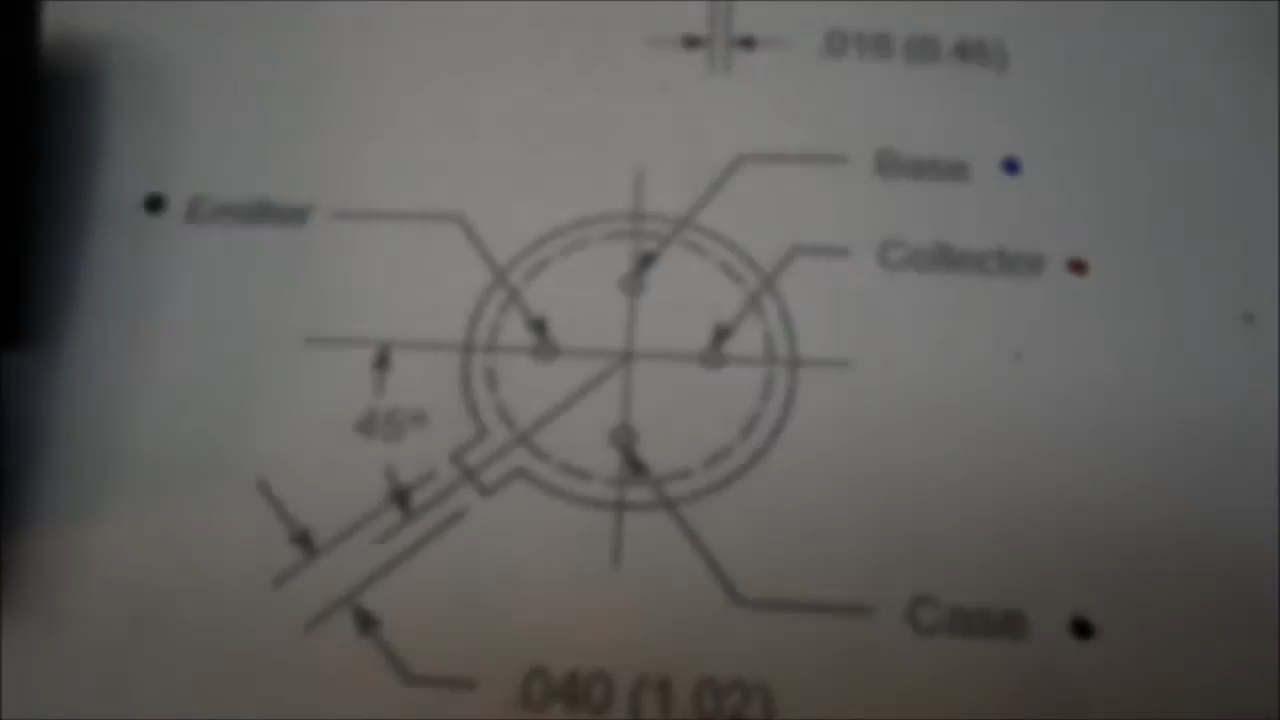 .018 (0.46)
Base
Emitter
Collector
45°
Case
.040 (1.02)